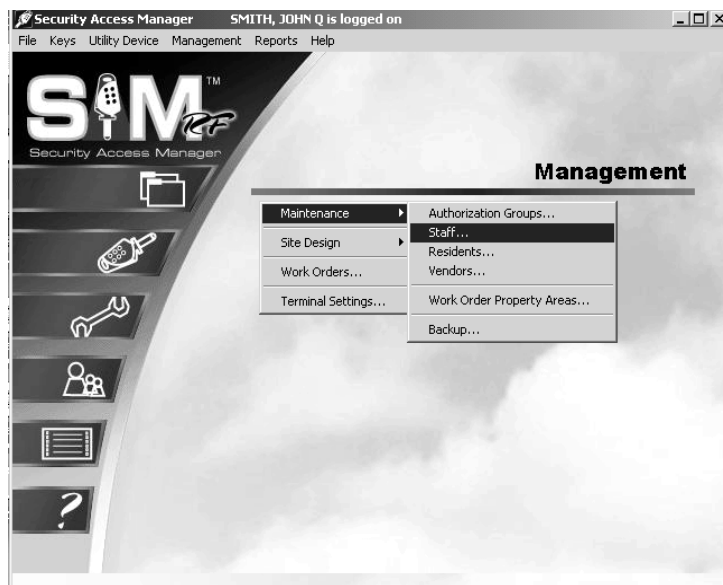 Security Access Manager SMITH, JOHN Q is logged on
File Keys Utility Device Management Reports Help
SAM TM
RF
Security Access Manager
Management
Maintenance
Site Design
Work Orders...
Terminal Settings...
Authorization Groups...
Staff...
Residents...
Vendors...
Work Order Property Areas...
Backup...
?